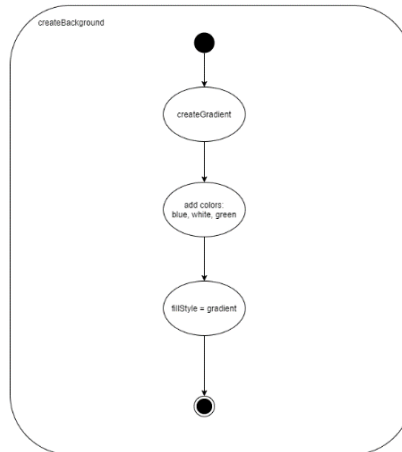 createBackground
createGradient
add colors:
blue, white, green
fillStyle = gradient